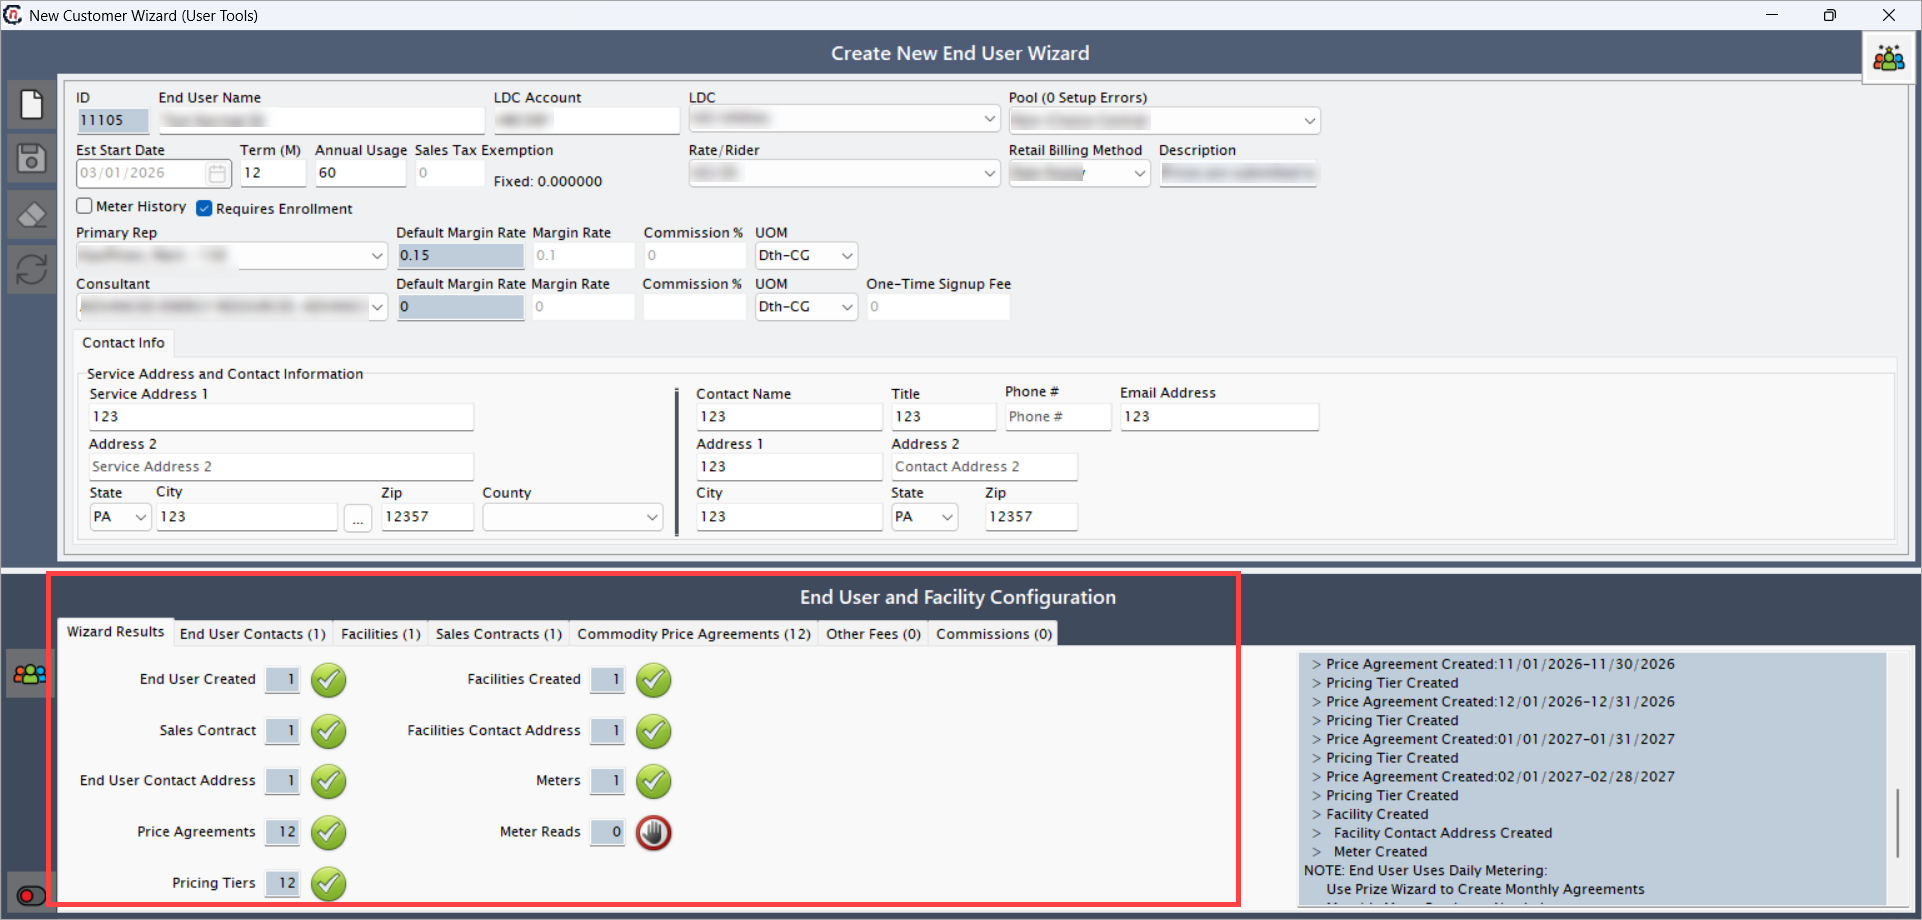 New Customer Wizard (User Tools)
Create New End User Wizard
ID End User Name LDC Account LDC Pool (0 Setup Errors)
11105
Est Start Date Term (M) Annual Usage Sales Tax Exemption Rate/Rider Retail Billing Method Description
03/01/2026 12 60 0 Fixed: 0.000000
Meter History Requires Enrollment
Primary Rep Default Margin Rate Margin Rate Commission % UOM
0.15 0.1 0 Dth-CG
Consultant Default Margin Rate Margin Rate Commission % UOM One-Time Signup Fee
0 0 Dth-CG 0
Contact Info
Service Address and Contact Information
Service Address 1 Contact Name Title Phone # Email Address
123 123 123 Phone # 123
Address 2 Address 1 Address 2
Service Address 2 123 Contact Address 2
State City Zip County City State Zip
PA 123 ... 12357 123 PA 12357
End User and Facility Configuration
Wizard Results End User Contacts (1) Facilities (1) Sales Contracts (1) Commodity Price Agreements (12) Other Fees (0) Commissions (0)
End User Created 1 Facilities Created 1
Sales Contract 1 Facilities Contact Address 1
End User Contact Address 1 Meters 1
Price Agreements 12 Meter Reads 0
Pricing Tiers 12
> Price Agreement Created:11/01/2026-11/30/2026
> Pricing Tier Created
> Price Agreement Created:12/01/2026-12/31/2026
> Pricing Tier Created
> Price Agreement Created:01/01/2027-01/31/2027
> Pricing Tier Created
> Price Agreement Created:02/01/2027-02/28/2027
> Pricing Tier Created
> Facility Created
> Facility Contact Address Created
> Meter Created
NOTE: End User Uses Daily Metering:
Use Prize Wizard to Create Monthly Agreements